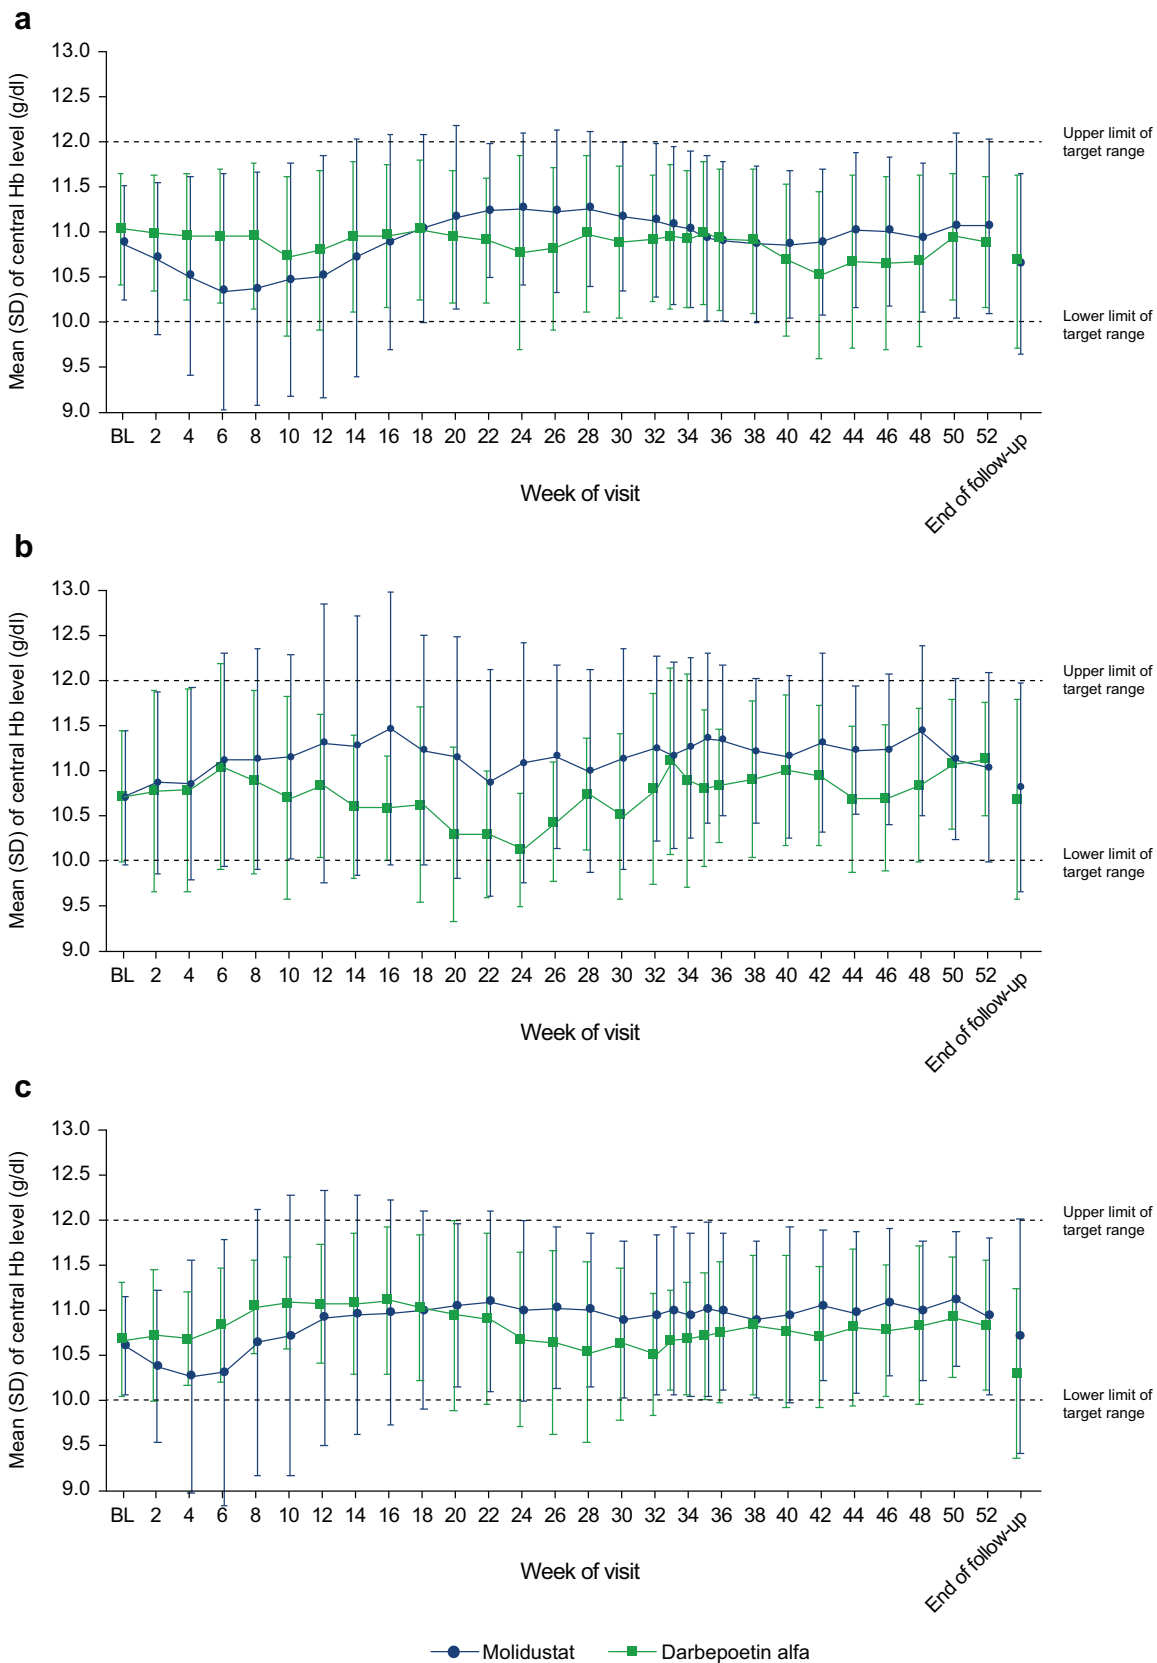 a
Mean (SD) of central Hb level (g/dl)
13.0
12.5
12.0
11.5
11.0
10.5
10.0
9.5
9.0
Upper limit of
target range
Lower limit of
target range
BL 2 4 6 8 10 12 14 16 18 20 22 24 26 28 30 32 34 36 38 40 42 44 46 48 50 52 End of follow-up
Week of visit
b
Mean (SD) of central Hb level (g/dl)
13.0
12.5
12.0
11.5
11.0
10.5
10.0
9.5
9.0
Upper limit of
target range
Lower limit of
target range
BL 2 4 6 8 10 12 14 16 18 20 22 24 26 28 30 32 34 36 38 40 42 44 46 48 50 52 End of follow-up
Week of visit
c
Mean (SD) of central Hb level (g/dl)
13.0
12.5
12.0
11.5
11.0
10.5
10.0
9.5
9.0
Upper limit of
target range
Lower limit of
target range
BL 2 4 6 8 10 12 14 16 18 20 22 24 26 28 30 32 34 36 38 40 42 44 46 48 50 52 End of follow-up
Week of visit
Molidustat Darbepoetin alfa